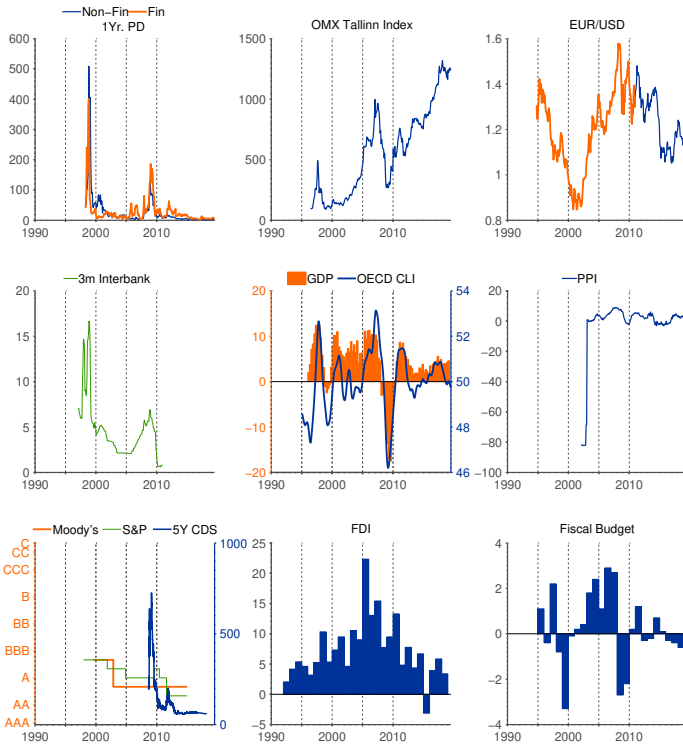 Non-Fin Fin
1Yr. PD
600
500
400
300
200
100
0
1990 2000 2010
OMX Tallinn Index
1500
1000
500
0
1990 2000 2010
EUR/USD
1.6
1.4
1.2
1
0.8
1990 2000 2010
3m Interbank
20
15
10
5
0
1990 2000 2010
GDP OECD CLI
20 54
10 52
0 50
−10 48
−20 46
1990 2000 2010
PPI
20
0
−20
−40
−60
−80
−100
1990 2000 2010
Moody's S&P 5Y CDS
C 1000
CC
CCC
B
BB 500
BBB
A
AA
AAA 0
1990 2000 2010
FDI
25
20
15
10
5
0
−5
1990 2000 2010
Fiscal Budget
4
2
0
−2
−4
1990 2000 2010